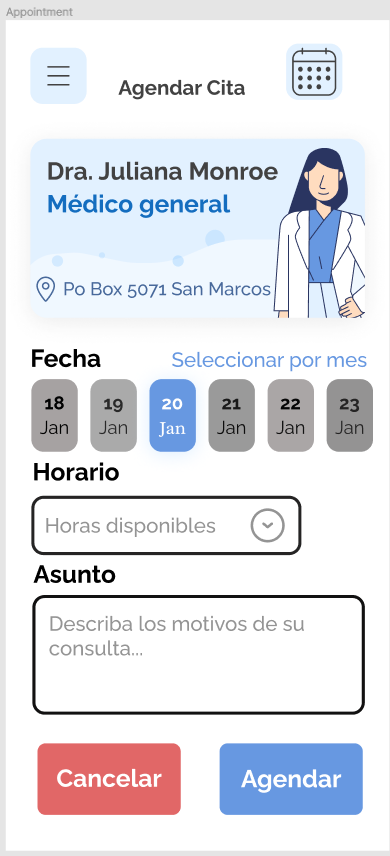 Appointment
Agendar Cita
Dra. Juliana Monroe
Médico general
Po Box 5071 San Marcos
Fecha
Seleccionar por mes
18 19 20 21 22 23
Jan Jan Jan Jan Jan Jan
Horario
Horas disponibles
Asunto
Describa los motivos de su
consulta...
Cancelar Agendar